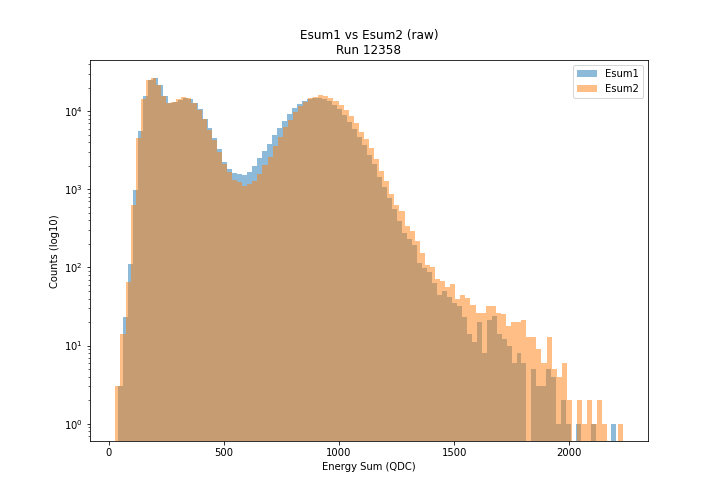 Esum1 vs Esum2 (raw)
Run 12358
Esum1
Esum2
Counts (log10)
10⁴
10³
10²
10¹
10⁰
0
500
1000
1500
2000
Energy Sum (QDC)